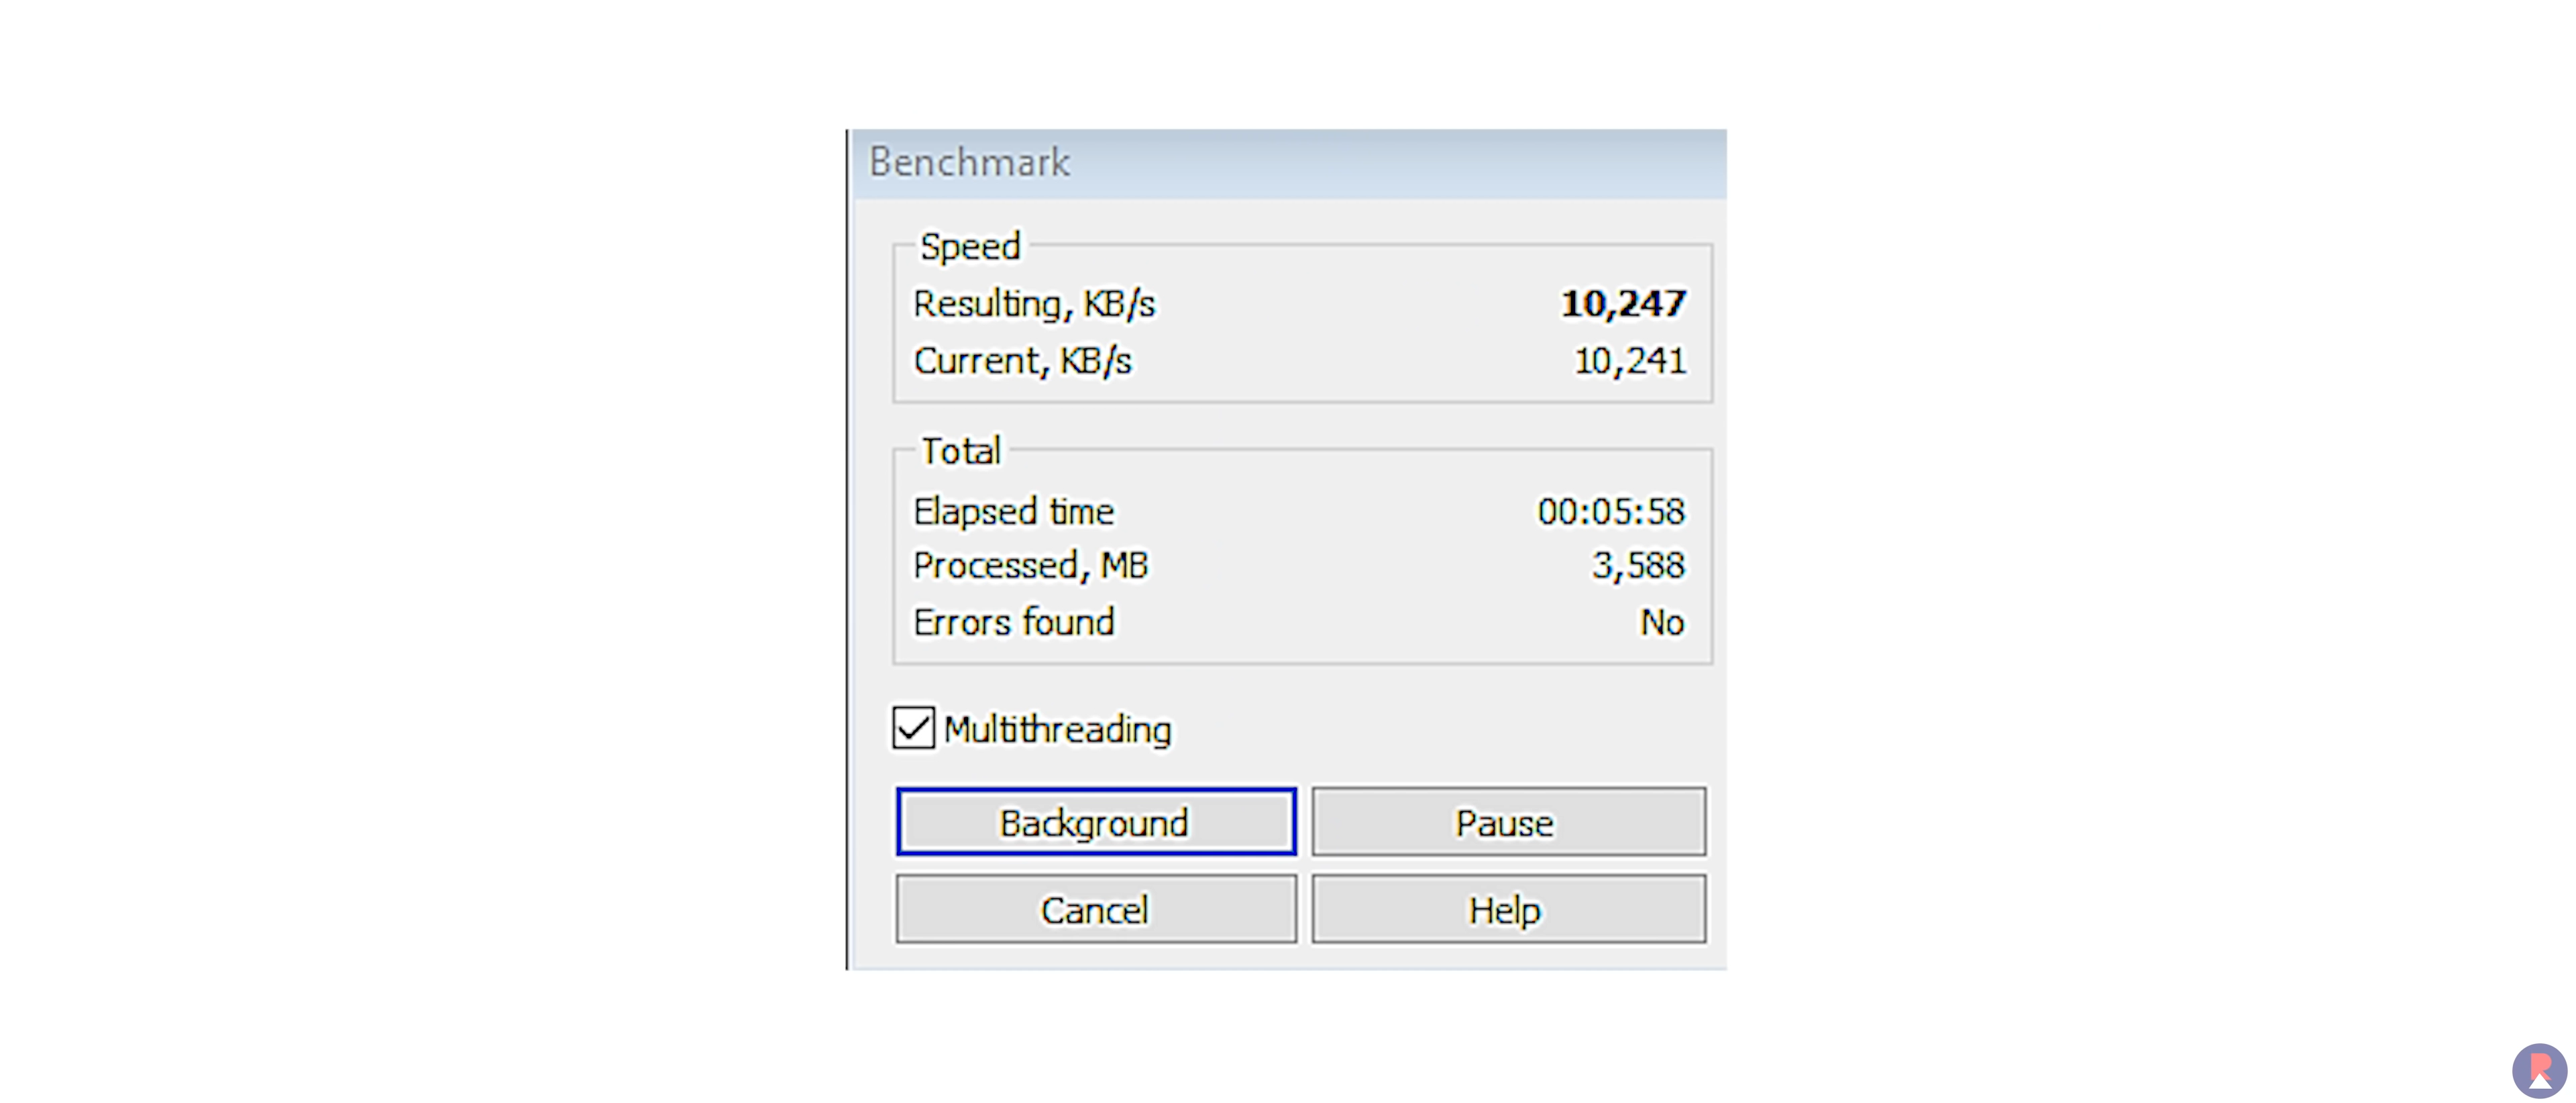 Benchmark
Speed
Resulting, KB/s 10,247
Current, KB/s 10,241
Total
Elapsed time 00:05:58
Processed, MB 3,588
Errors found No
Multithreading
Background Pause
Cancel Help
R